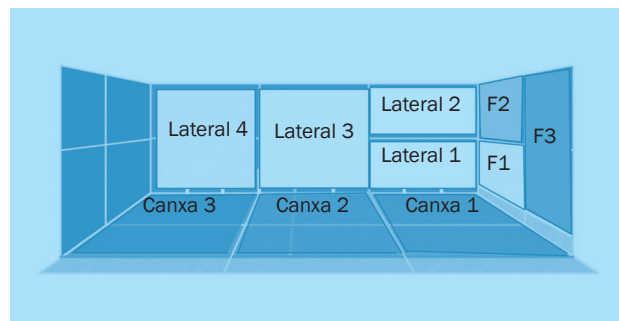 Lateral 4
Lateral 3
Lateral 2
Lateral 1
F2
F1
F3
Canxa 3
Canxa 2
Canxa 1